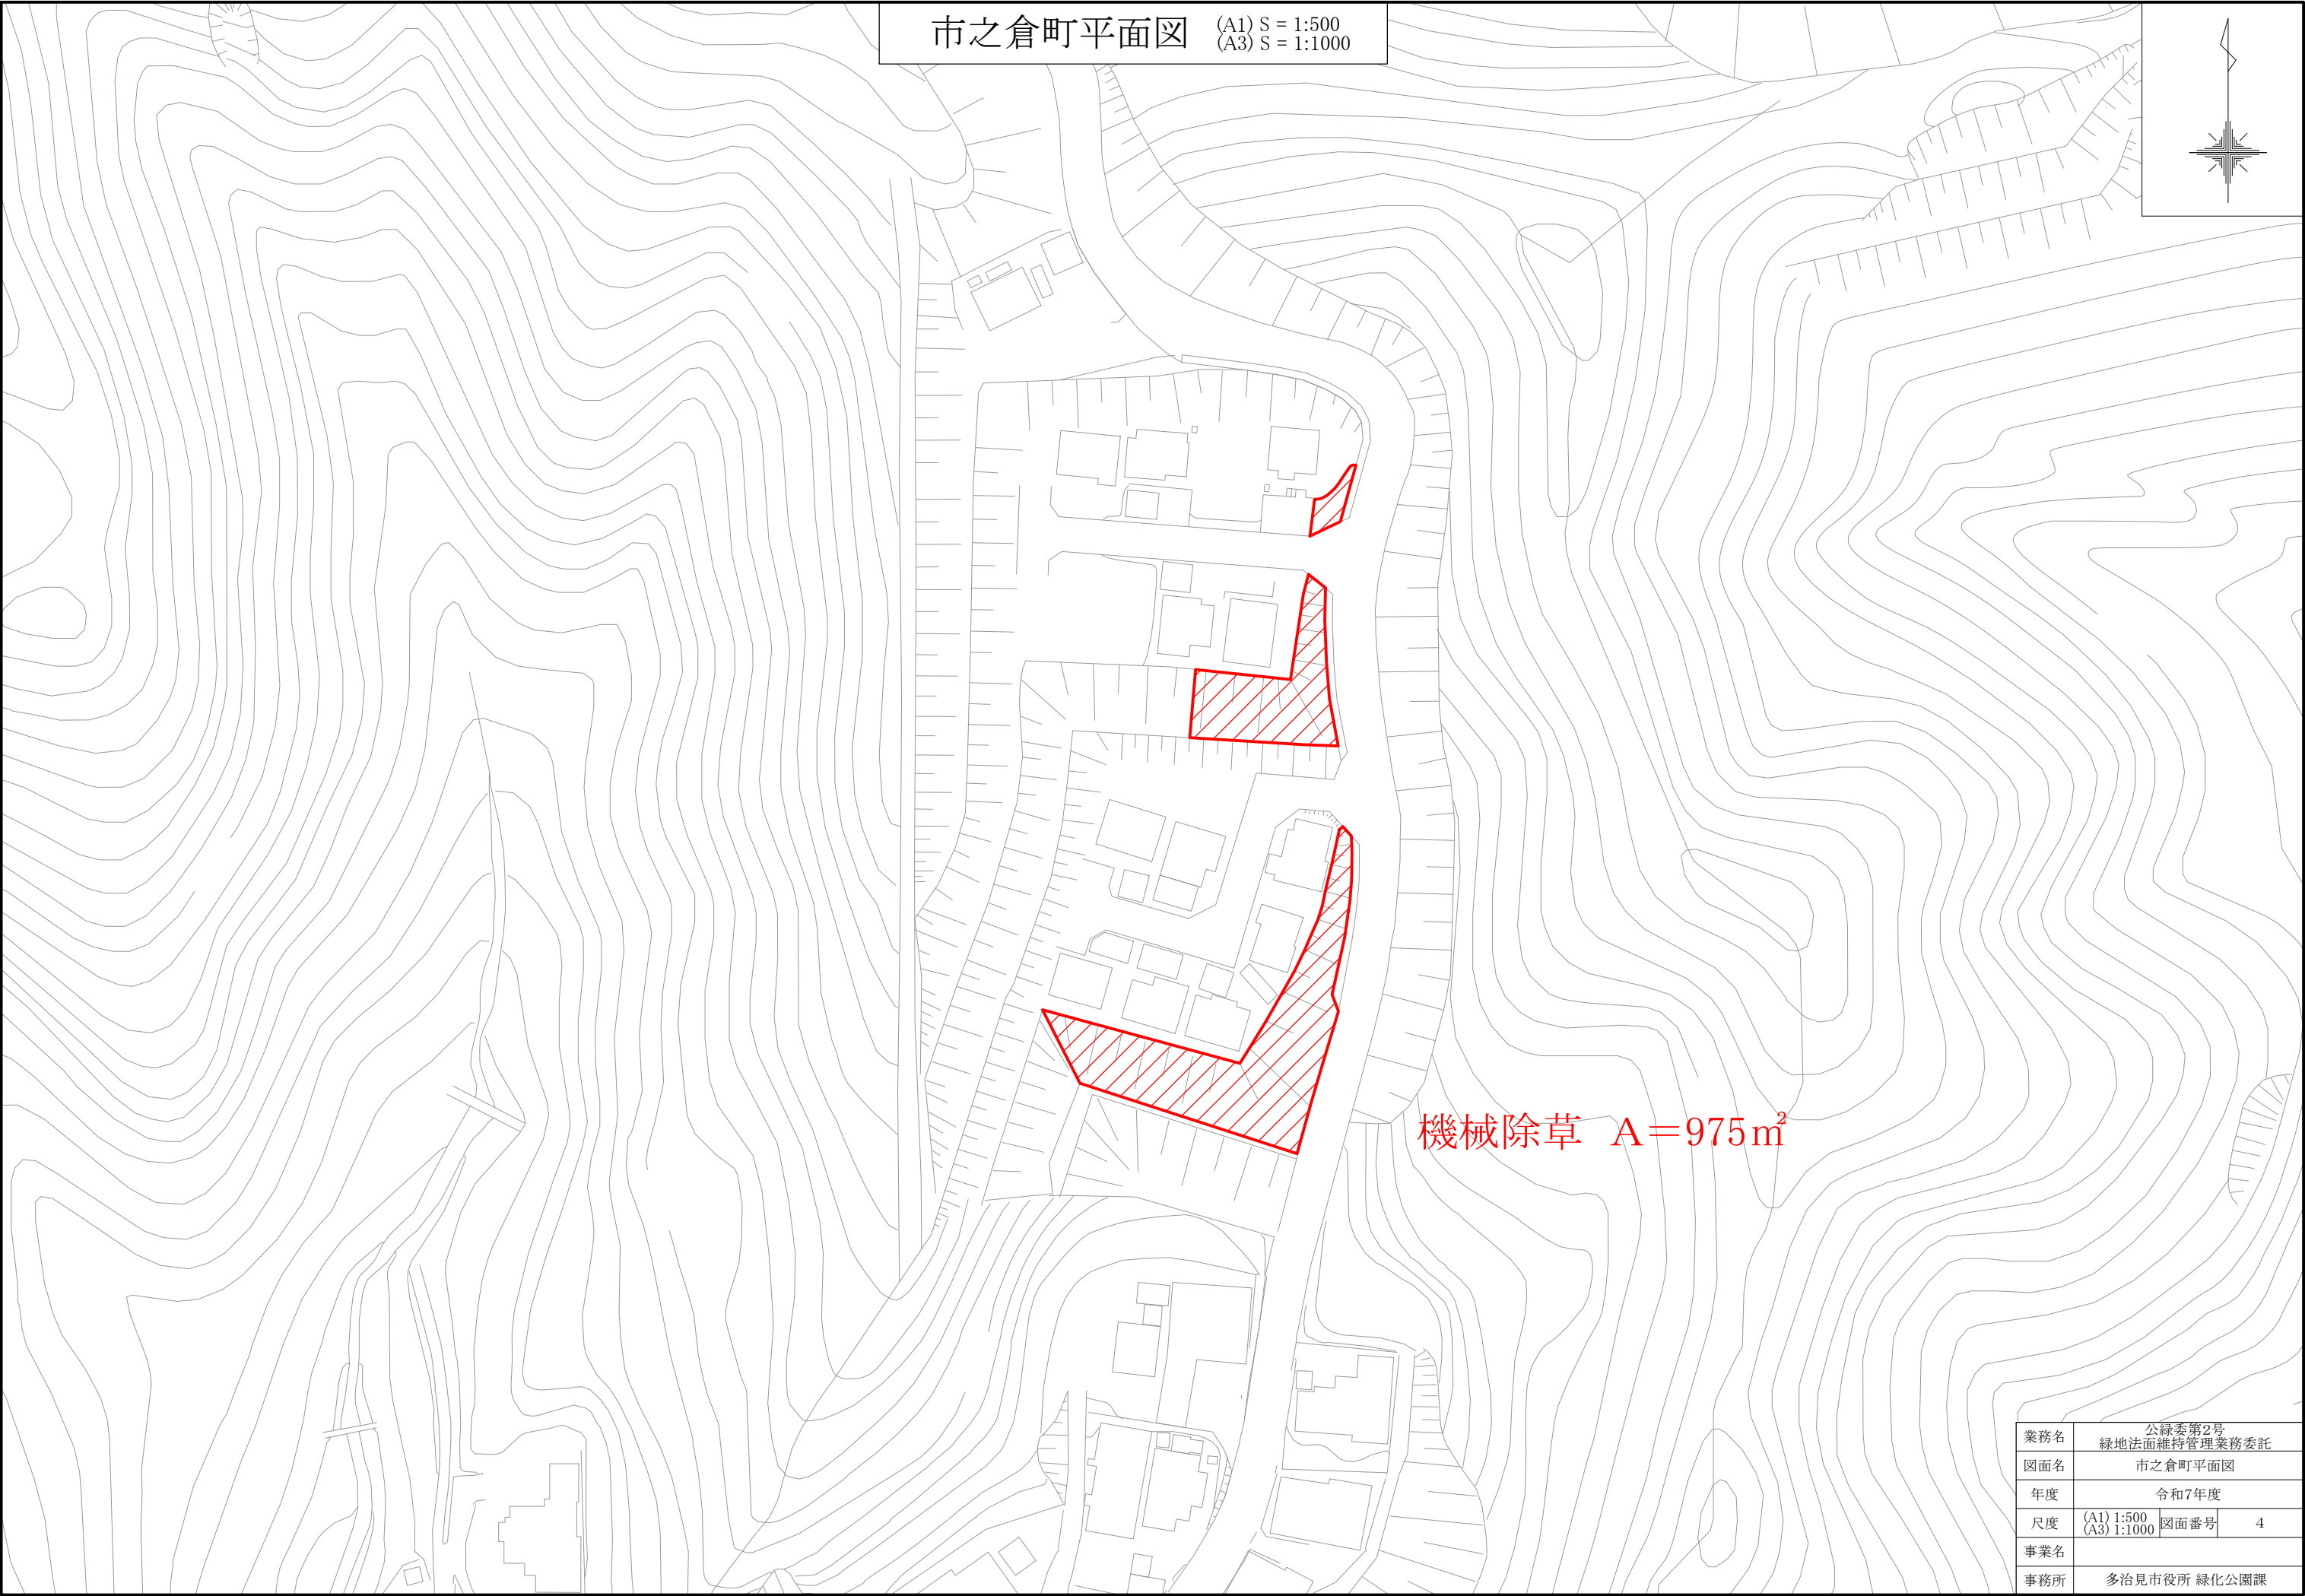 市之倉町平面図
(A1) S = 1:500
(A3) S = 1:1000
機械除草 A=975m²
業務名 公緑委第2号
緑地法面維持管理業務委託
図面名 市之倉町平面図
年度 令和7年度
尺度 (A1) 1:500
(A3) 1:1000 図面番号 4
事業名
事務所 多治見市役所 緑化公園課